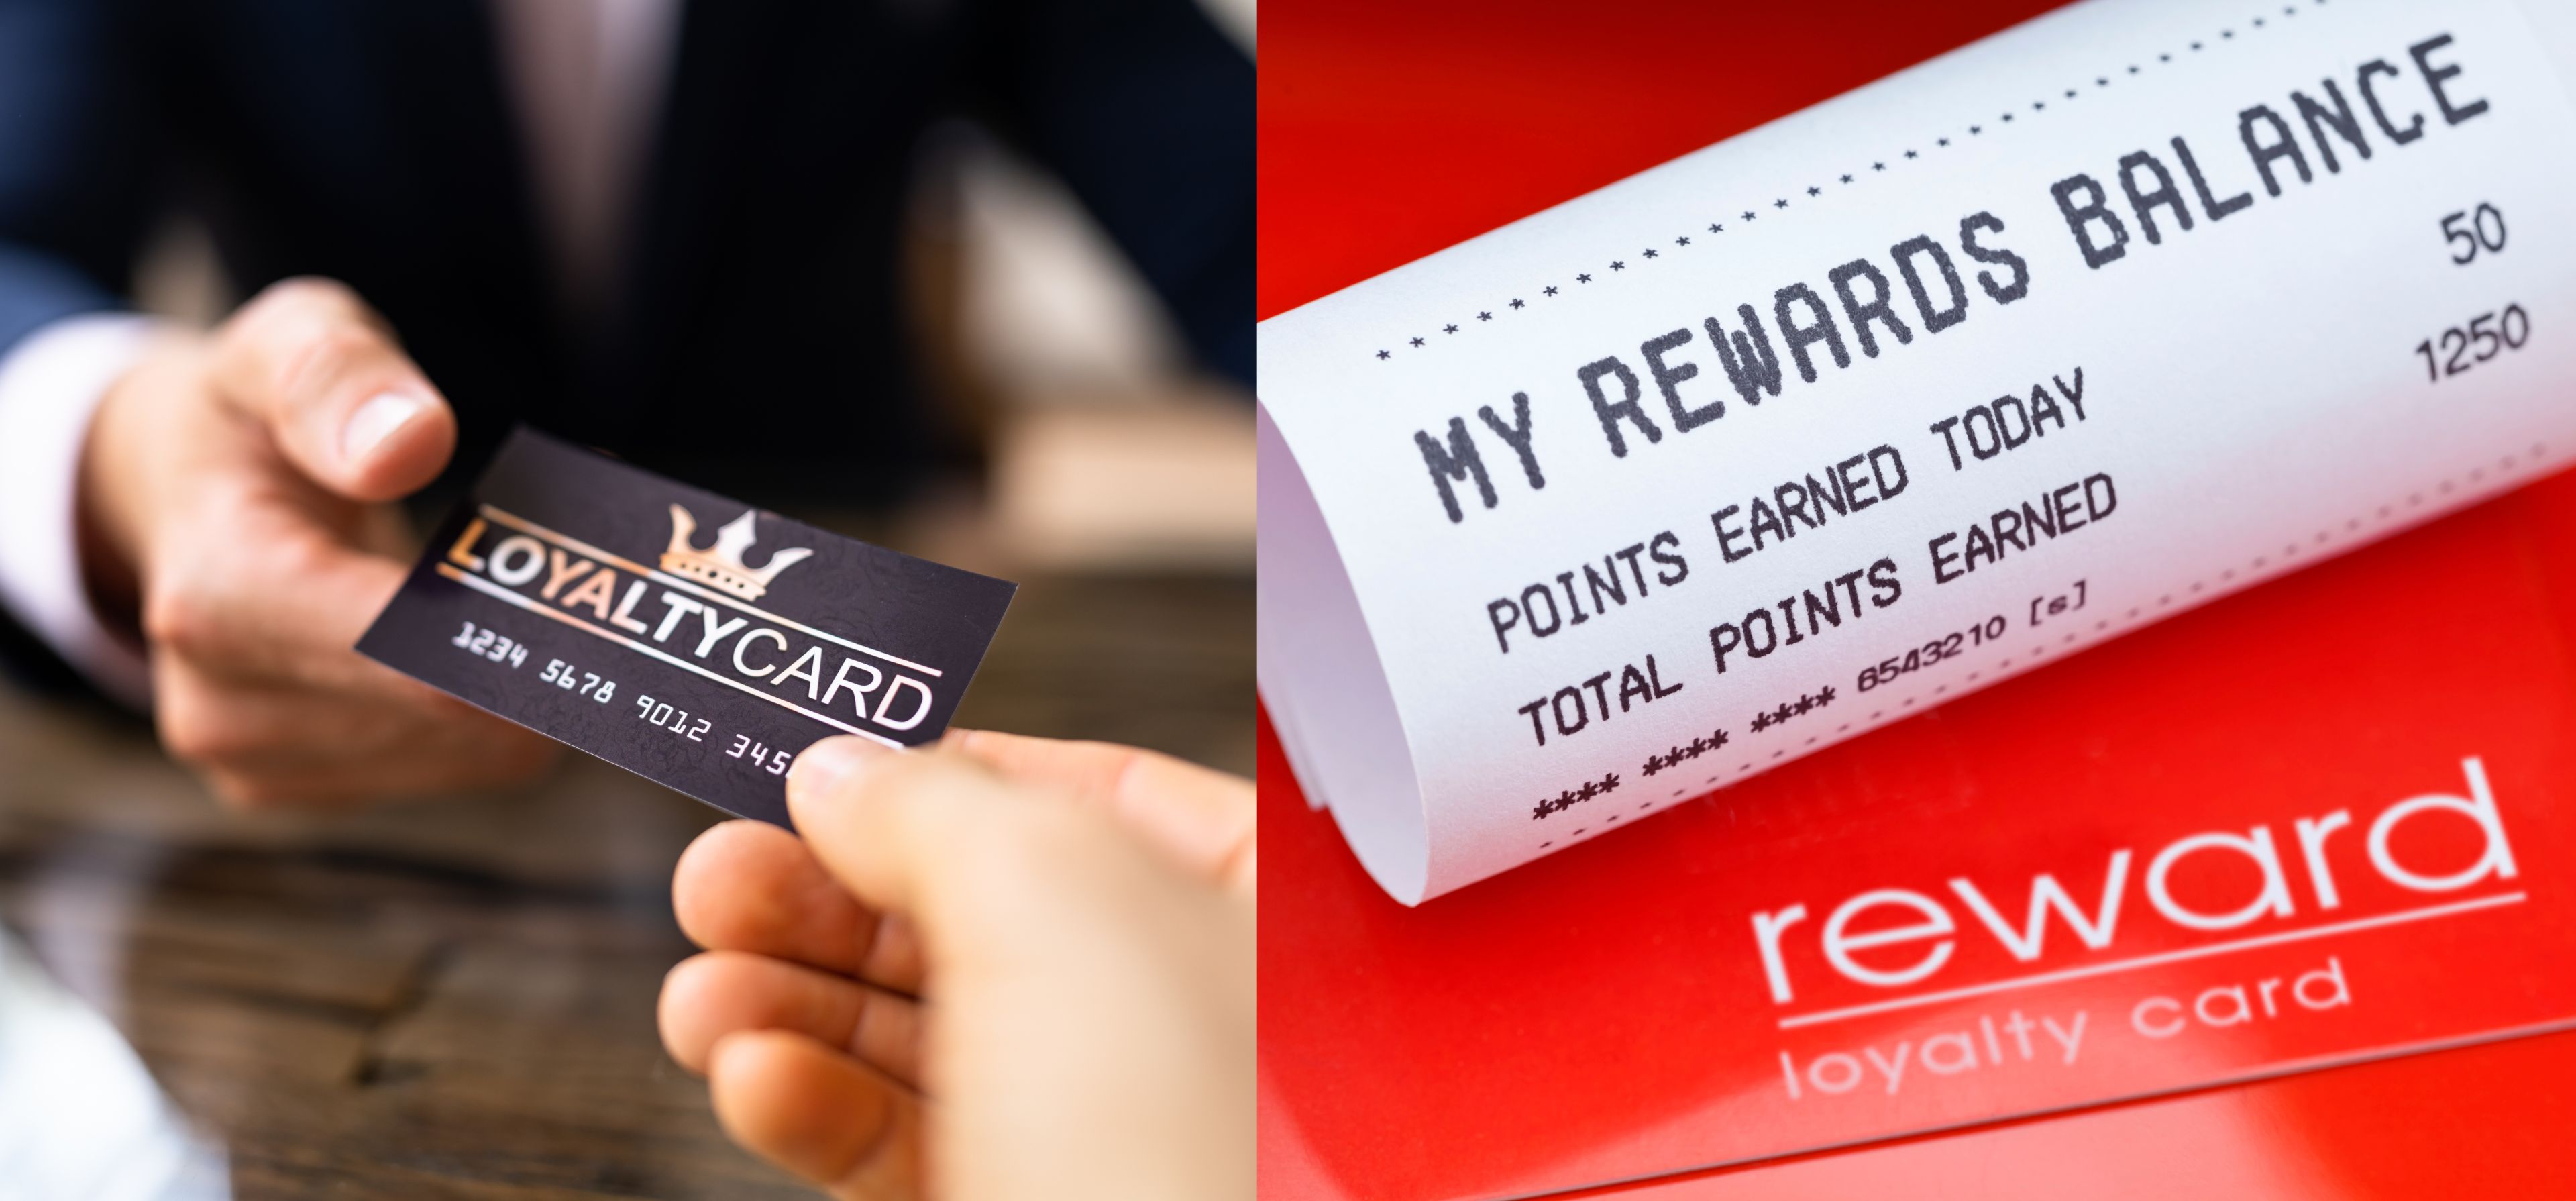 LOYALTYCARD
1234 5678 9012 345
MY REWARDS BALANCE
POINTS EARNED TODAY 50
TOTAL POINTS EARNED 1250
**** **** **** 6543210 [s]
reward
loyalty card